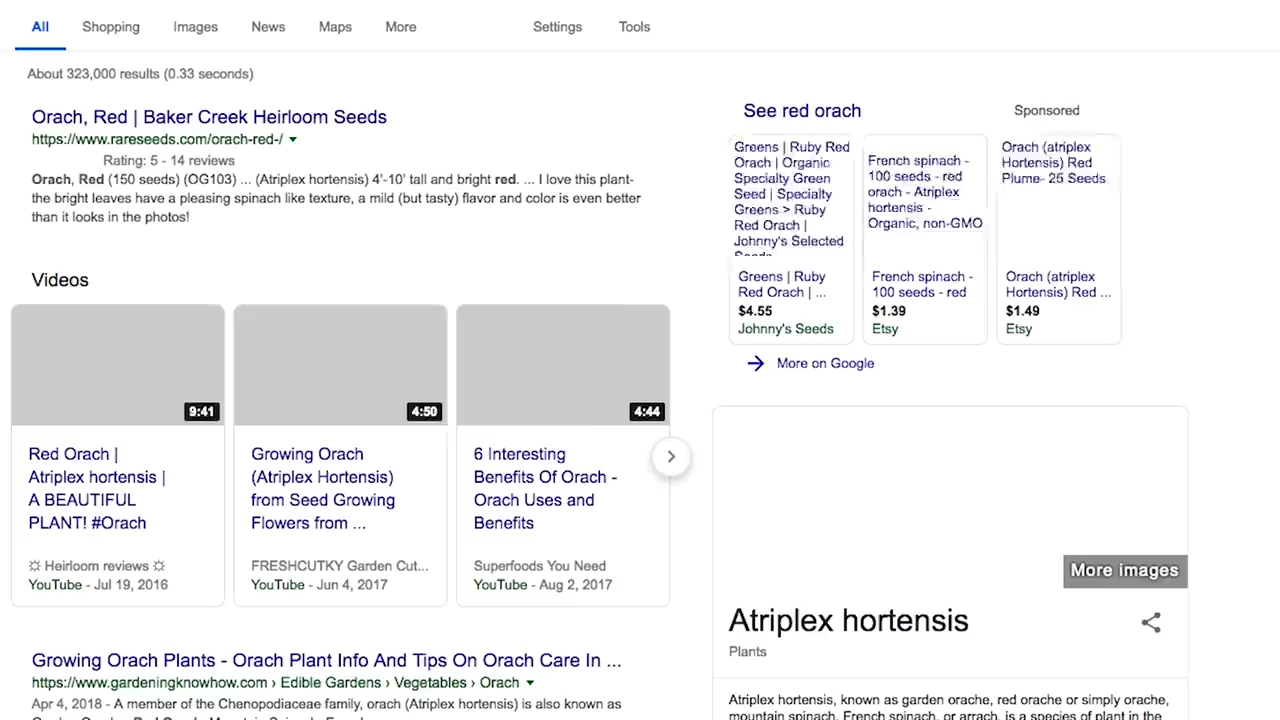 All Shopping Images News Maps More Settings Tools
About 323,000 results (0.33 seconds)
Orach, Red | Baker Creek Heirloom Seeds
https://www.rareseeds.com/orach-red-/
Rating: 5 - 14 reviews
Orach, Red (150 seeds) (OG103) ... (Atriplex hortensis) 4'-10' tall and bright red. ... I love this plant-
the bright leaves have a pleasing spinach like texture, a mild (but tasty) flavor and color is even better
than it looks in the photos!
Videos
9:41
Red Orach |
Atriplex hortensis |
A BEAUTIFUL
PLANT! #Orach
Heirloom reviews
YouTube - Jul 19, 2016
4:50
Growing Orach
(Atriplex Hortensis)
from Seed Growing
Flowers from ...
FRESHCUTKY Garden Cut...
YouTube - Jun 4, 2017
4:44
6 Interesting
Benefits Of Orach -
Orach Uses and
Benefits
Superfoods You Need
YouTube - Aug 2, 2017
Growing Orach Plants - Orach Plant Info And Tips On Orach Care In ...
https://www.gardeningknowhow.com › Edible Gardens › Vegetables › Orach
Apr 4, 2018 - A member of the Chenopodiaceae family, orach (Atriplex hortensis) is also known as
See red orach
Sponsored
Greens | Ruby Red
Orach | Organic
Specialty Green
Seed | Specialty
Greens > Ruby
Red Orach |
Johnny's Selected
Greens | Ruby
Red Orach | ...
$4.55
Johnny's Seeds
French spinach -
100 seeds - red
orach - Atriplex
hortensis -
Organic, non-GMO
French spinach -
100 seeds - red
$1.39
Etsy
Orach (atriplex
Hortensis) Red
Plume- 25 Seeds
Orach (atriplex
Hortensis) Red ...
$1.49
Etsy
More on Google
More images
Atriplex hortensis
Plants
Atriplex hortensis, known as garden orache, red orache or simply orache,
mountain spinach, French spinach, or arrach, is a species of plant in the